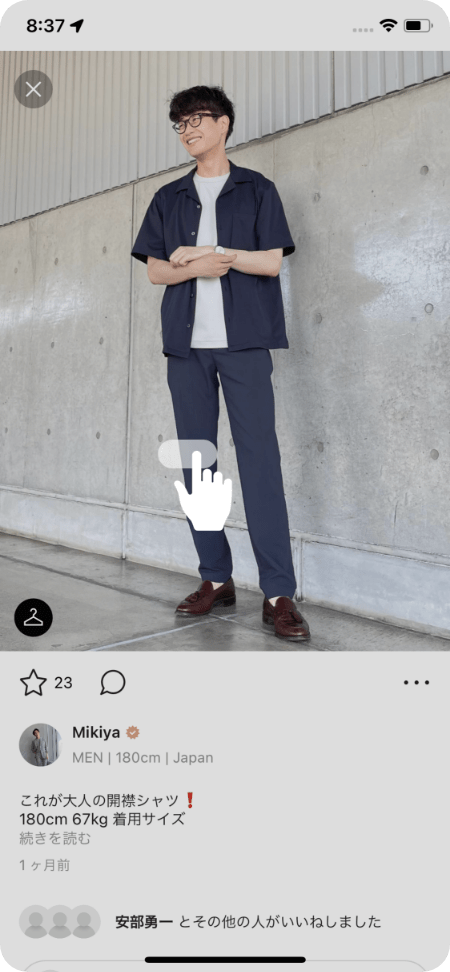 8:37
23
Mikiya
MEN | 180cm | Japan
これが大人の開襟シャツ❗
180cm 67kg 着用サイズ
続きを読む
1 ヶ月前
安部勇一 とその他の人がいいねしました